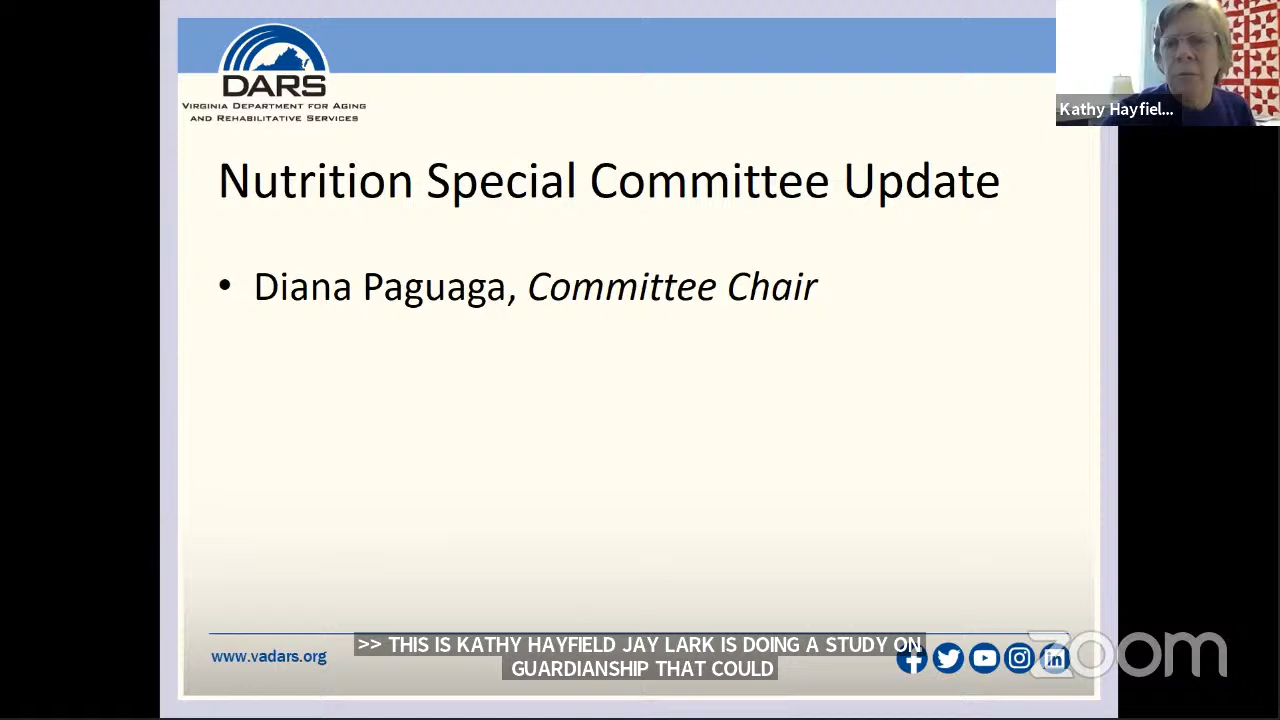 DARS
VIRGINIA DEPARTMENT FOR AGING
AND REHABILITATIVE SERVICES
Kathy Hayfiel...
Nutrition Special Committee Update
• Diana Paguaga, Committee Chair
>> THIS IS KATHY HAYFIELD JAY LARK IS DOING A STUDY ON
GUARDIANSHIP THAT COULD
www.vadars.org
zoom